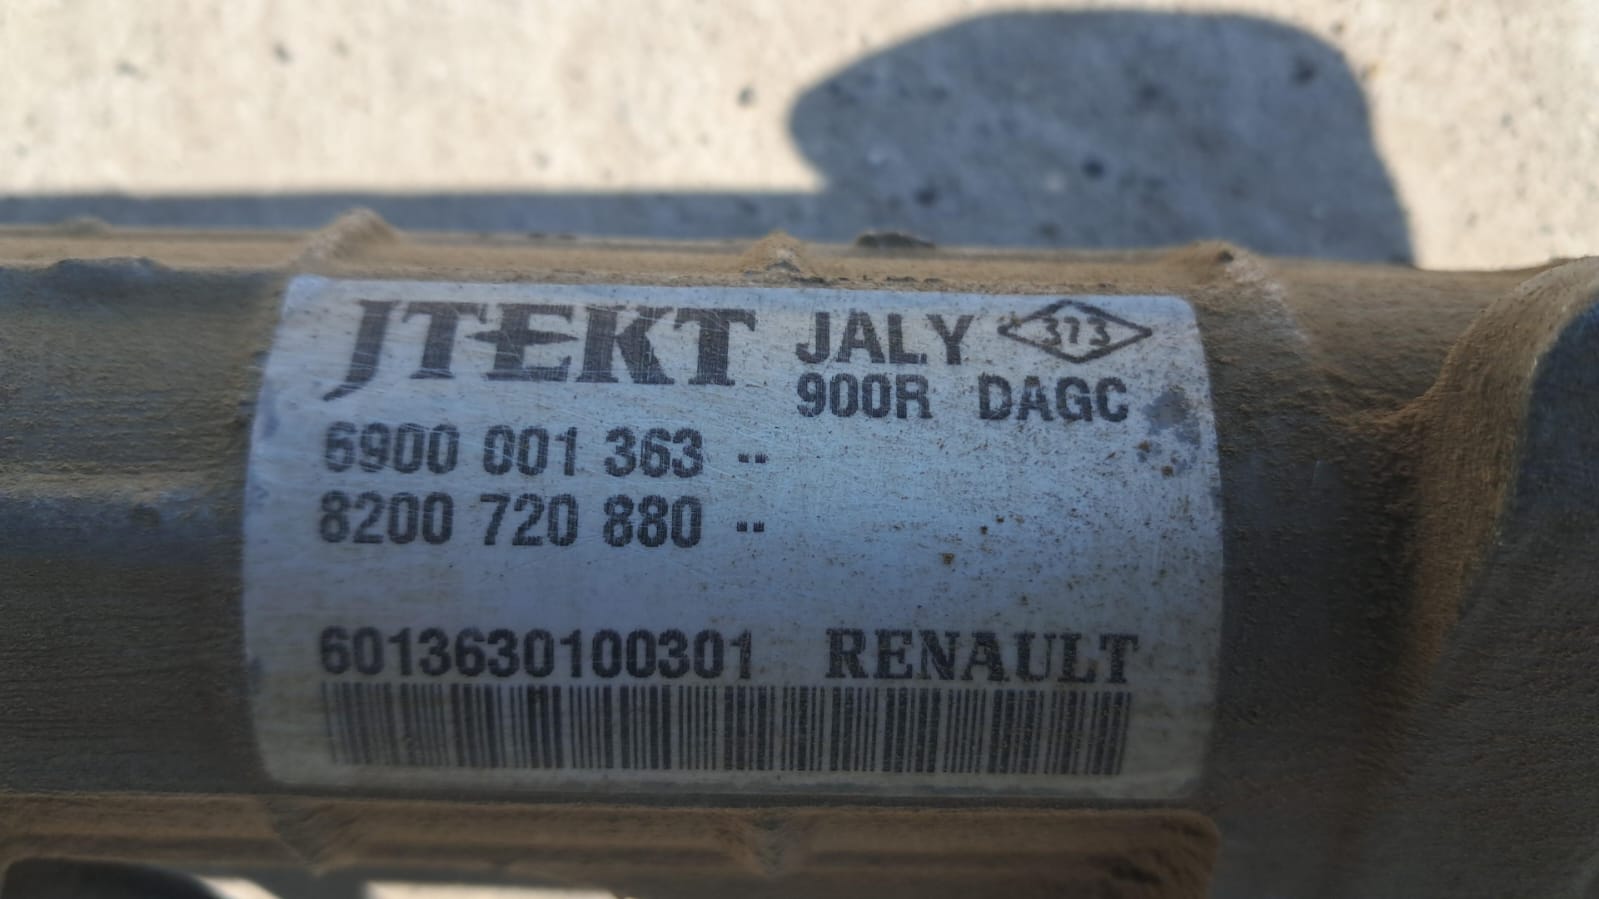 JTEKT JALY 373
900R DAGC
6900 001 363 --
8200 720 880 --
6013630100301 RENAULT